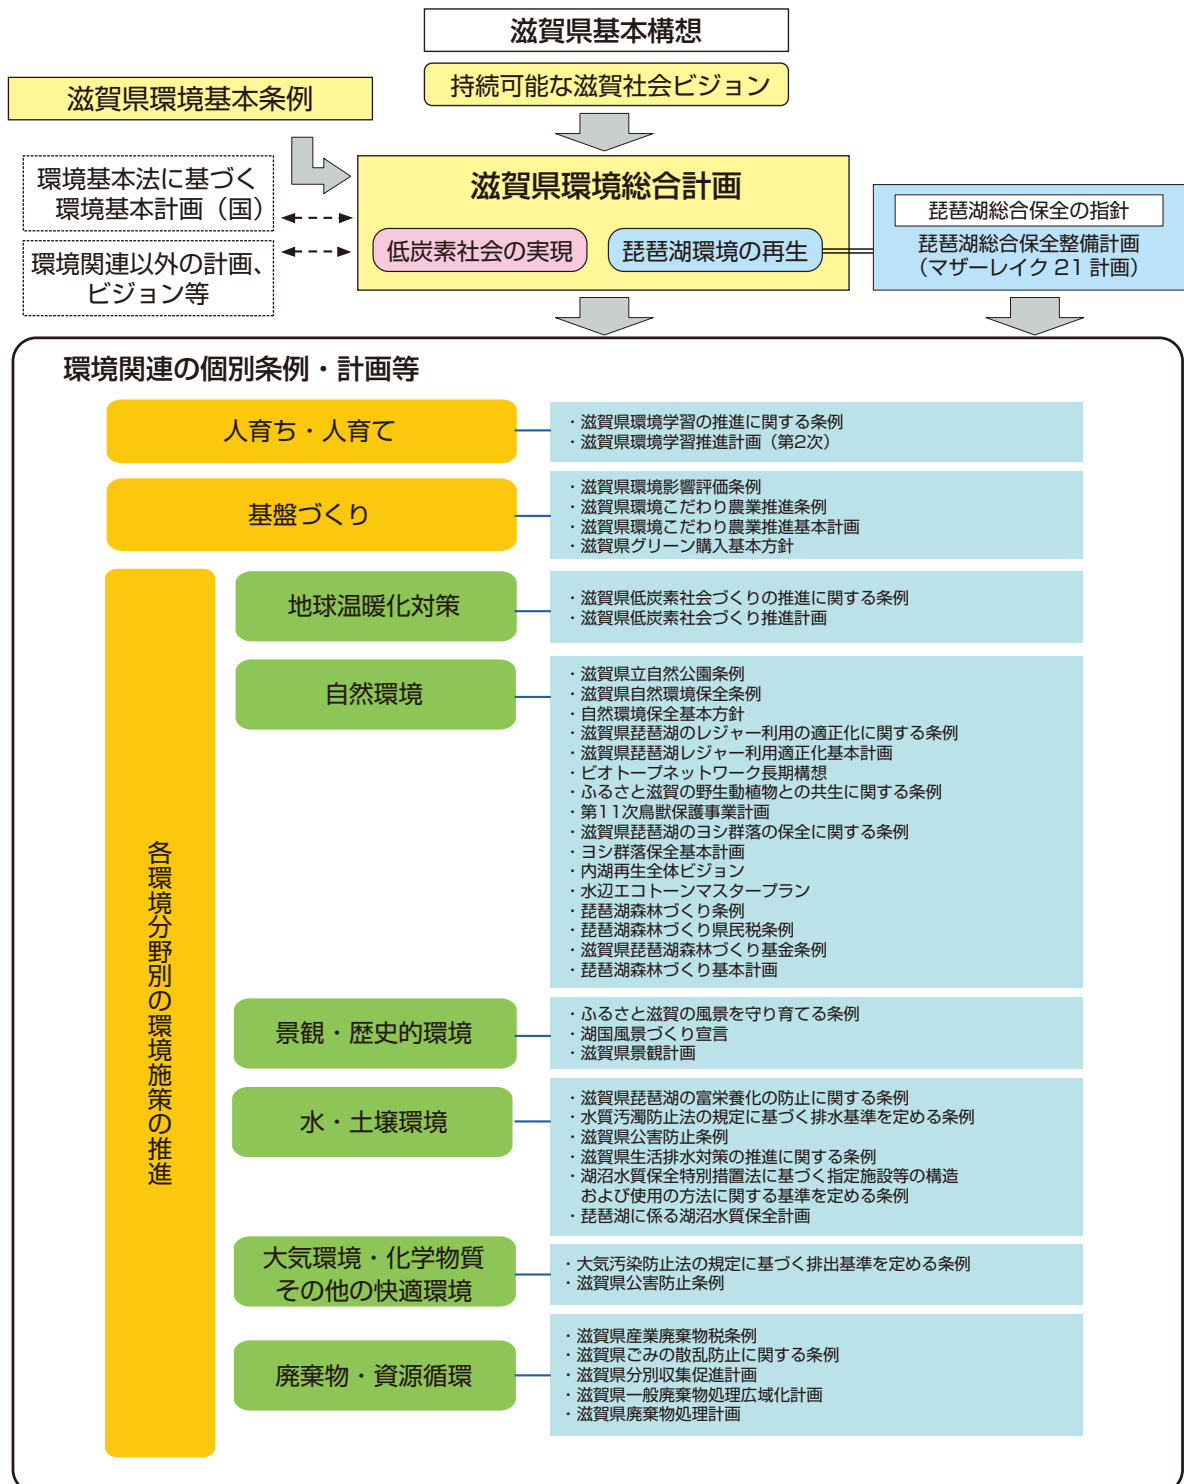 滋賀県基本構想
持続可能な滋賀社会ビジョン
滋賀県環境基本条例
環境基本法に基づく
環境基本計画（国）
環境関連以外の計画、
ビジョン等
滋賀県環境総合計画
低炭素社会の実現
琵琶湖環境の再生
琵琶湖総合保全の指針
琵琶湖総合保全整備計画
（マザーレイク 21 計画）
環境関連の個別条例・計画等
人育ち・人育て
・滋賀県環境学習の推進に関する条例
・滋賀県環境学習推進計画（第2次）
基盤づくり
・滋賀県環境影響評価条例
・滋賀県環境こだわり農業推進条例
・滋賀県環境こだわり農業推進基本計画
・滋賀県グリーン購入基本方針
各環境分野別の環境施策の推進
地球温暖化対策
・滋賀県低炭素社会づくりの推進に関する条例
・滋賀県低炭素社会づくり推進計画
自然環境
・滋賀県立自然公園条例
・滋賀県自然環境保全条例
・自然環境保全基本方針
・滋賀県琵琶湖のレジャー利用の適正化に関する条例
・滋賀県琵琶湖レジャー利用適正化基本計画
・ビオトープネットワーク長期構想
・ふるさと滋賀の野生動植物との共生に関する条例
・第11次鳥獣保護事業計画
・滋賀県琵琶湖のヨシ群落の保全に関する条例
・ヨシ群落保全基本計画
・内湖再生全体ビジョン
・水辺エコトーンマスタープラン
・琵琶湖森林づくり条例
・琵琶湖森林づくり県民税条例
・滋賀県琵琶湖森林づくり基金条例
・琵琶湖森林づくり基本計画
景観・歴史的環境
・ふるさと滋賀の風景を守り育てる条例
・湖国風景づくり宣言
・滋賀県景観計画
水・土壌環境
・滋賀県琵琶湖の富栄養化の防止に関する条例
・水質汚濁防止法の規定に基づく排水基準を定める条例
・滋賀県公害防止条例
・滋賀県生活排水対策の推進に関する条例
・湖沼水質保全特別措置法に基づく指定施設等の構造
および使用の方法に関する基準を定める条例
・琵琶湖に係る湖沼水質保全計画
大気環境・化学物質
その他の快適環境
・大気汚染防止法の規定に基づく排出基準を定める条例
・滋賀県公害防止条例
廃棄物・資源循環
・滋賀県産業廃棄物税条例
・滋賀県ごみの散乱防止に関する条例
・滋賀県分別収集促進計画
・滋賀県一般廃棄物処理広域化計画
・滋賀県廃棄物処理計画